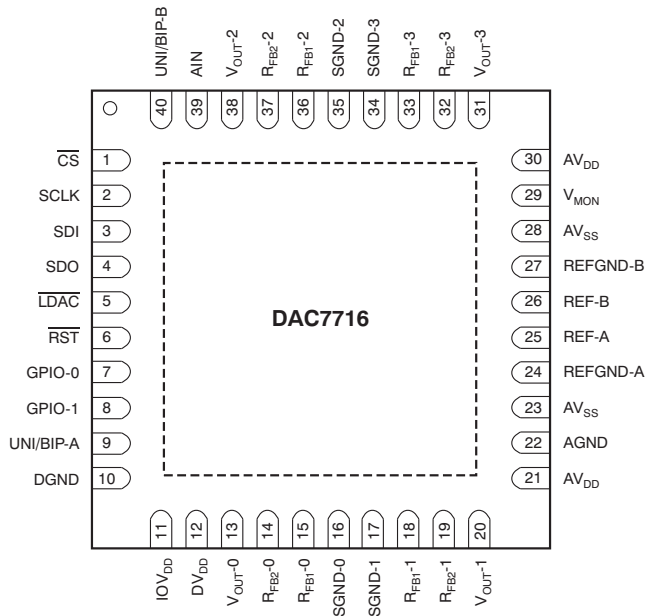 UNI/BIP-B
AIN
VOUT-2
RFB2-2
RFB1-2
SGND-2
SGND-3
RFB1-3
RFB2-3
VOUT-3
40 39 38 37 36 35 34 33 32 31
CS 1
SCLK 2
SDI 3
SDO 4
LDAC 5
RST 6
GPIO-0 7
GPIO-1 8
UNI/BIP-A 9
DGND 10
DAC7716
30 AVDD
29 VMON
28 AVSS
27 REFGND-B
26 REF-B
25 REF-A
24 REFGND-A
23 AVSS
22 AGND
21 AVDD
11 12 13 14 15 16 17 18 19 20
IOVDD
DVDD
VOUT-0
RFB2-0
RFB1-0
SGND-0
SGND-1
RFB1-1
RFB2-1
VOUT-1